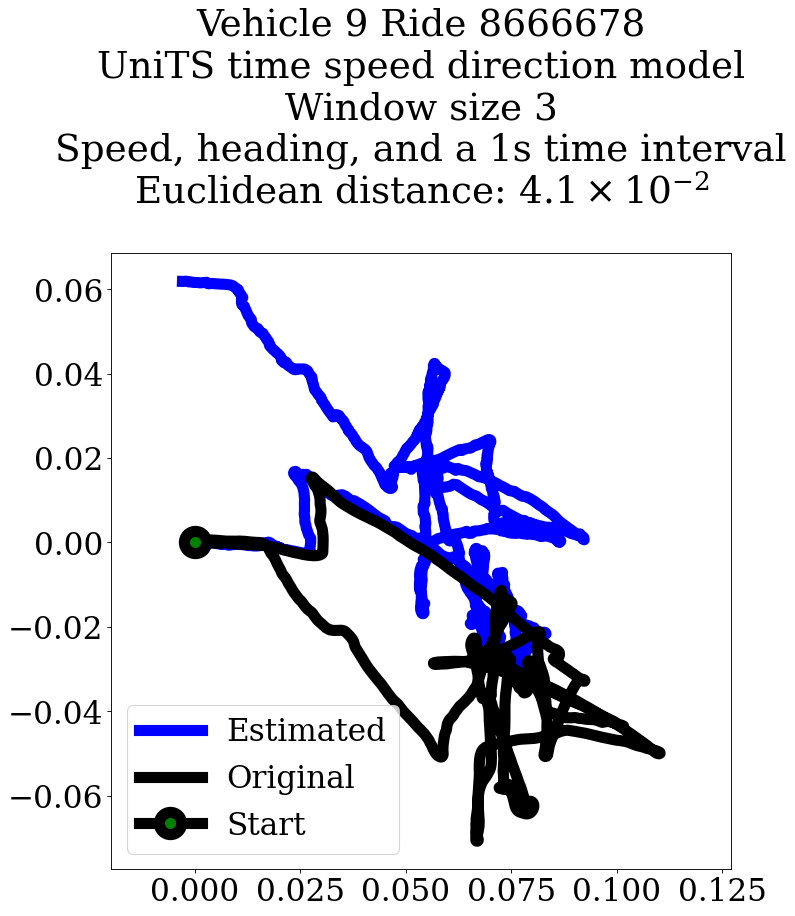 Vehicle 9 Ride 8666678
UniTS time speed direction model
Window size 3
Speed, heading, and a 1s time interval
Euclidean distance: 4.1 × 10⁻²
0.06
0.04
0.02
0.00
−0.02
−0.04
−0.06
Estimated
Original
Start
0.000 0.025 0.050 0.075 0.100 0.125